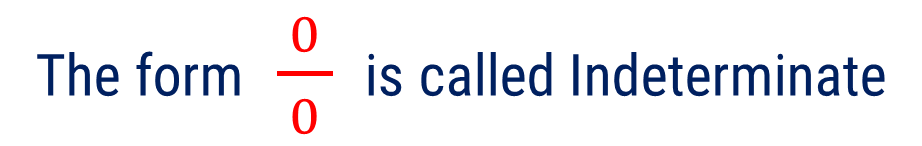 The form 0/0 is called Indeterminate